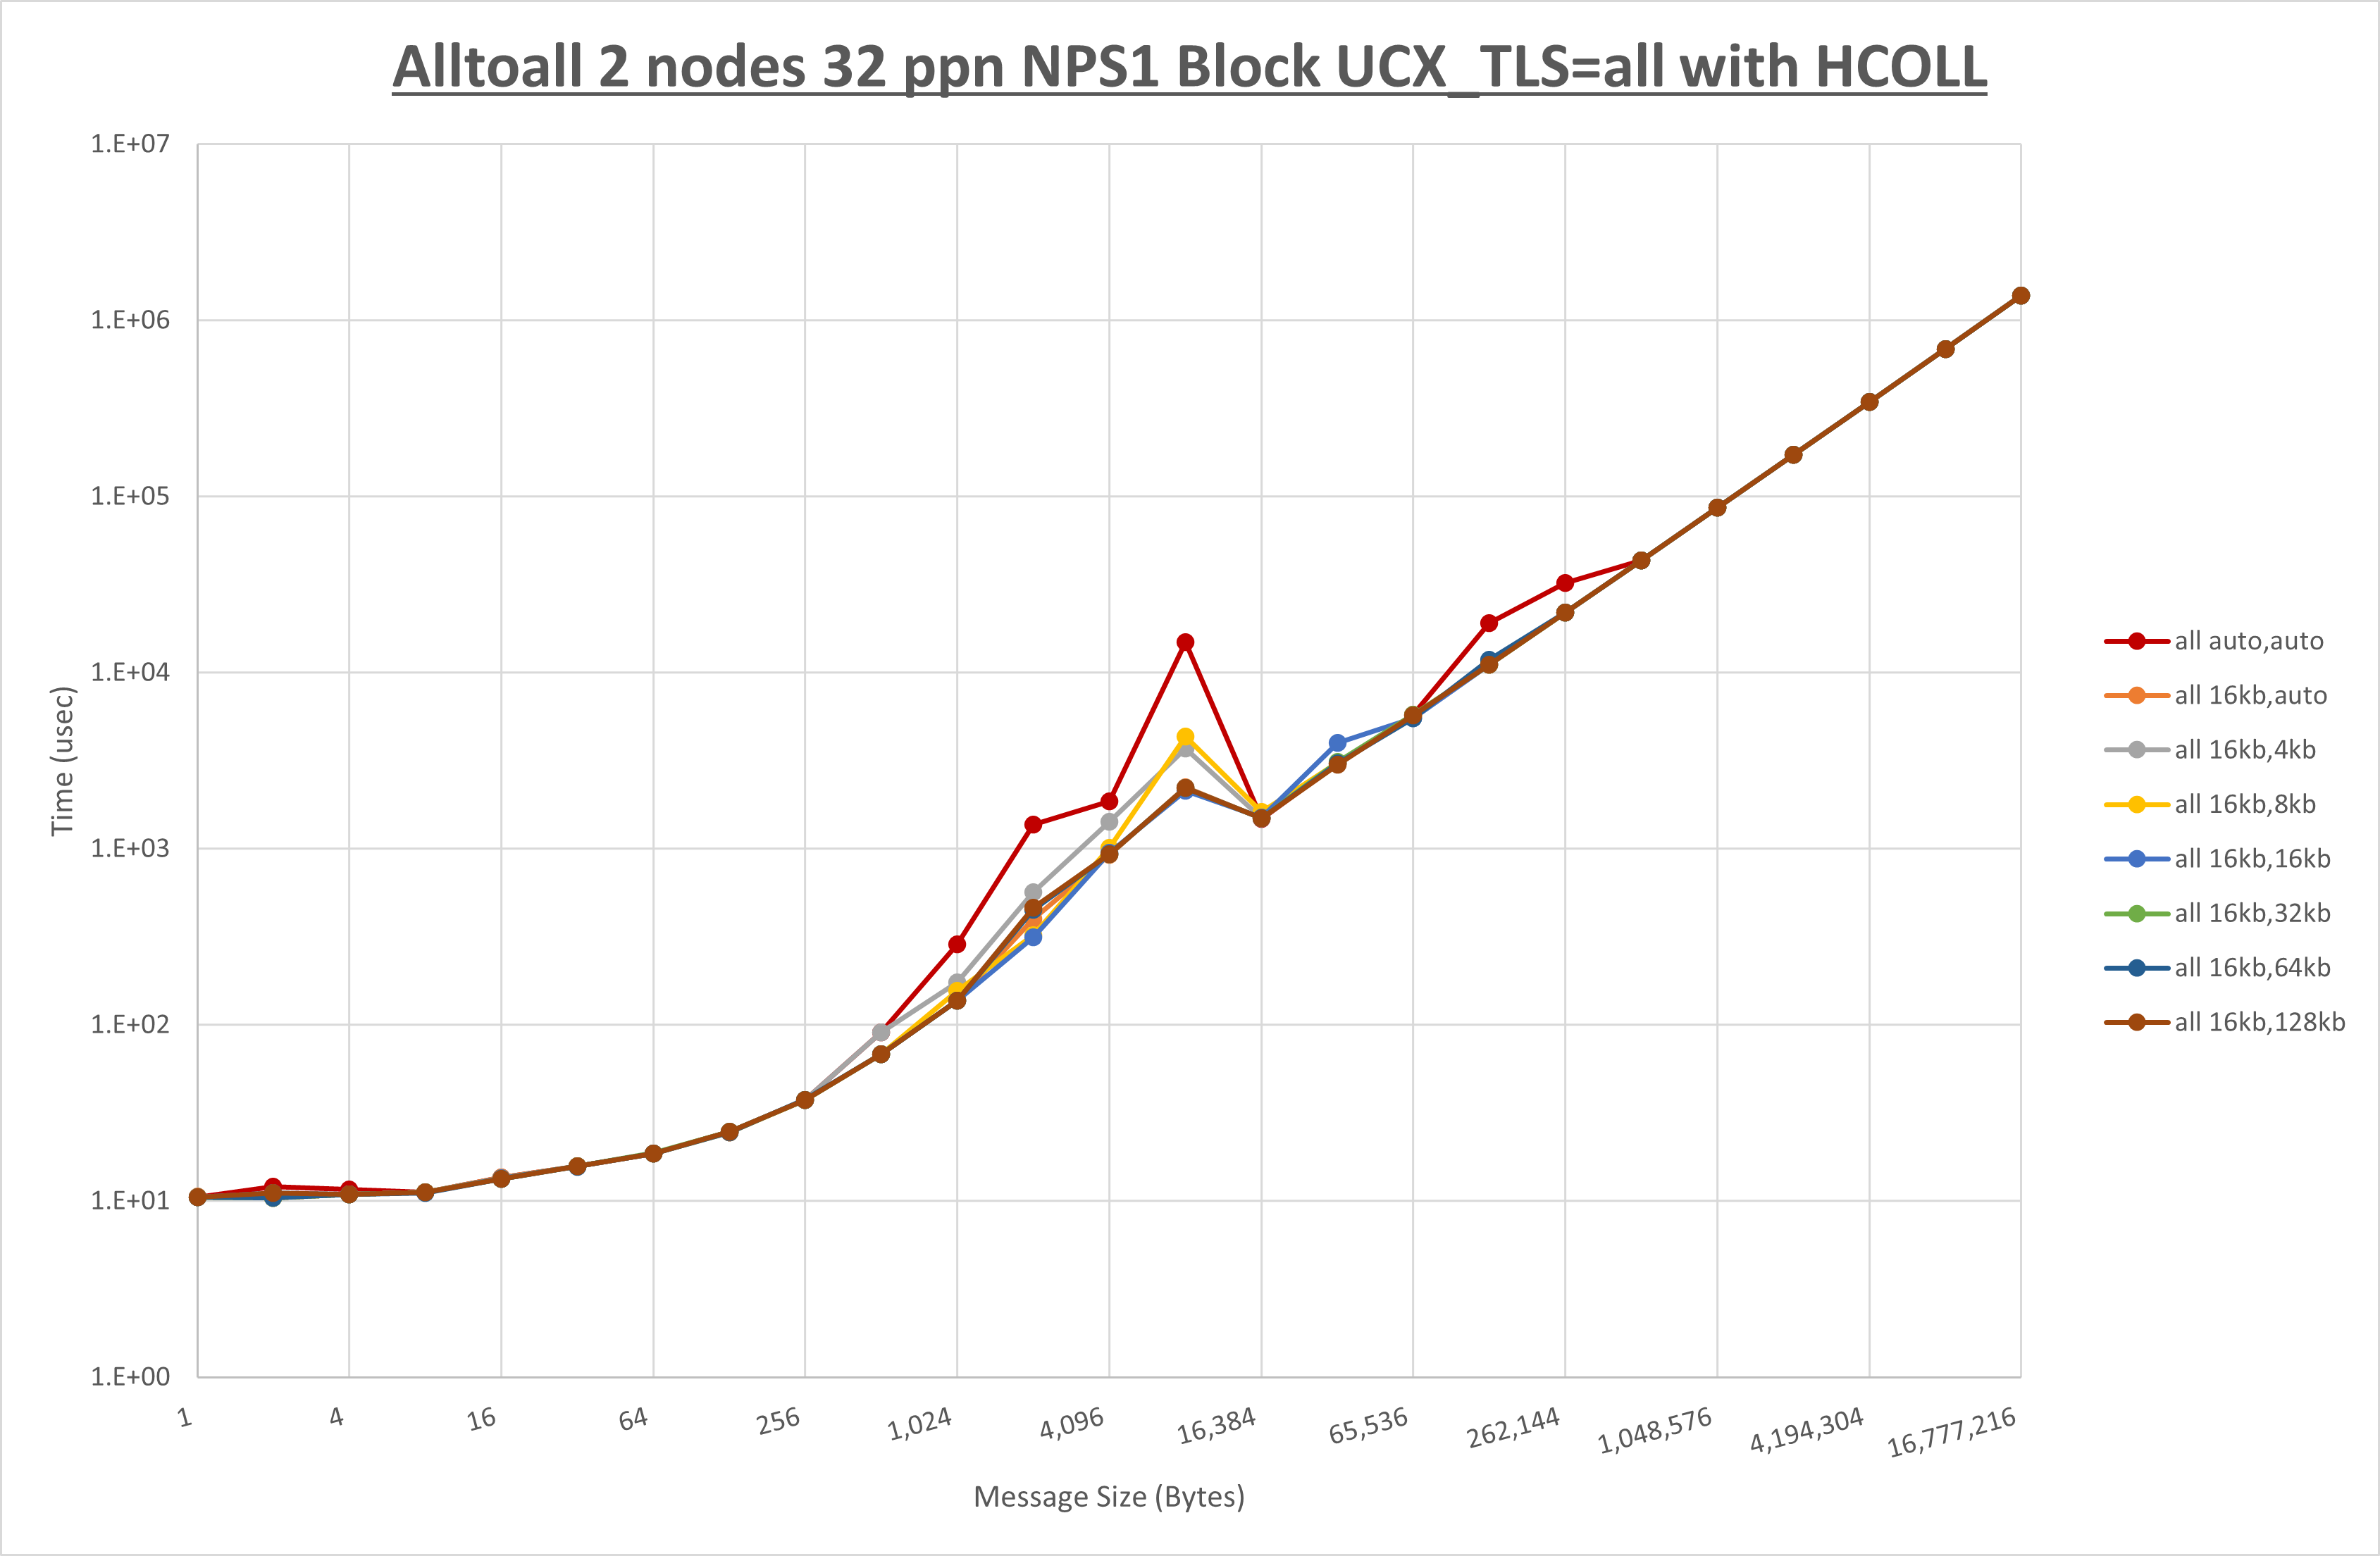 Alltoall 2 nodes 32 ppn NPS1 Block UCX_TLS=all with HCOLL
1.E+07
1.E+06
1.E+05
1.E+04
1.E+03
1.E+02
1.E+01
1.E+00
Time (usec)
1
4
16
64
256
1,024
4,096
16,384
65,536
262,144
1,048,576
4,194,304
16,777,216
Message Size (Bytes)
all auto,auto
all 16kb,auto
all 16kb,4kb
all 16kb,8kb
all 16kb,16kb
all 16kb,32kb
all 16kb,64kb
all 16kb,128kb